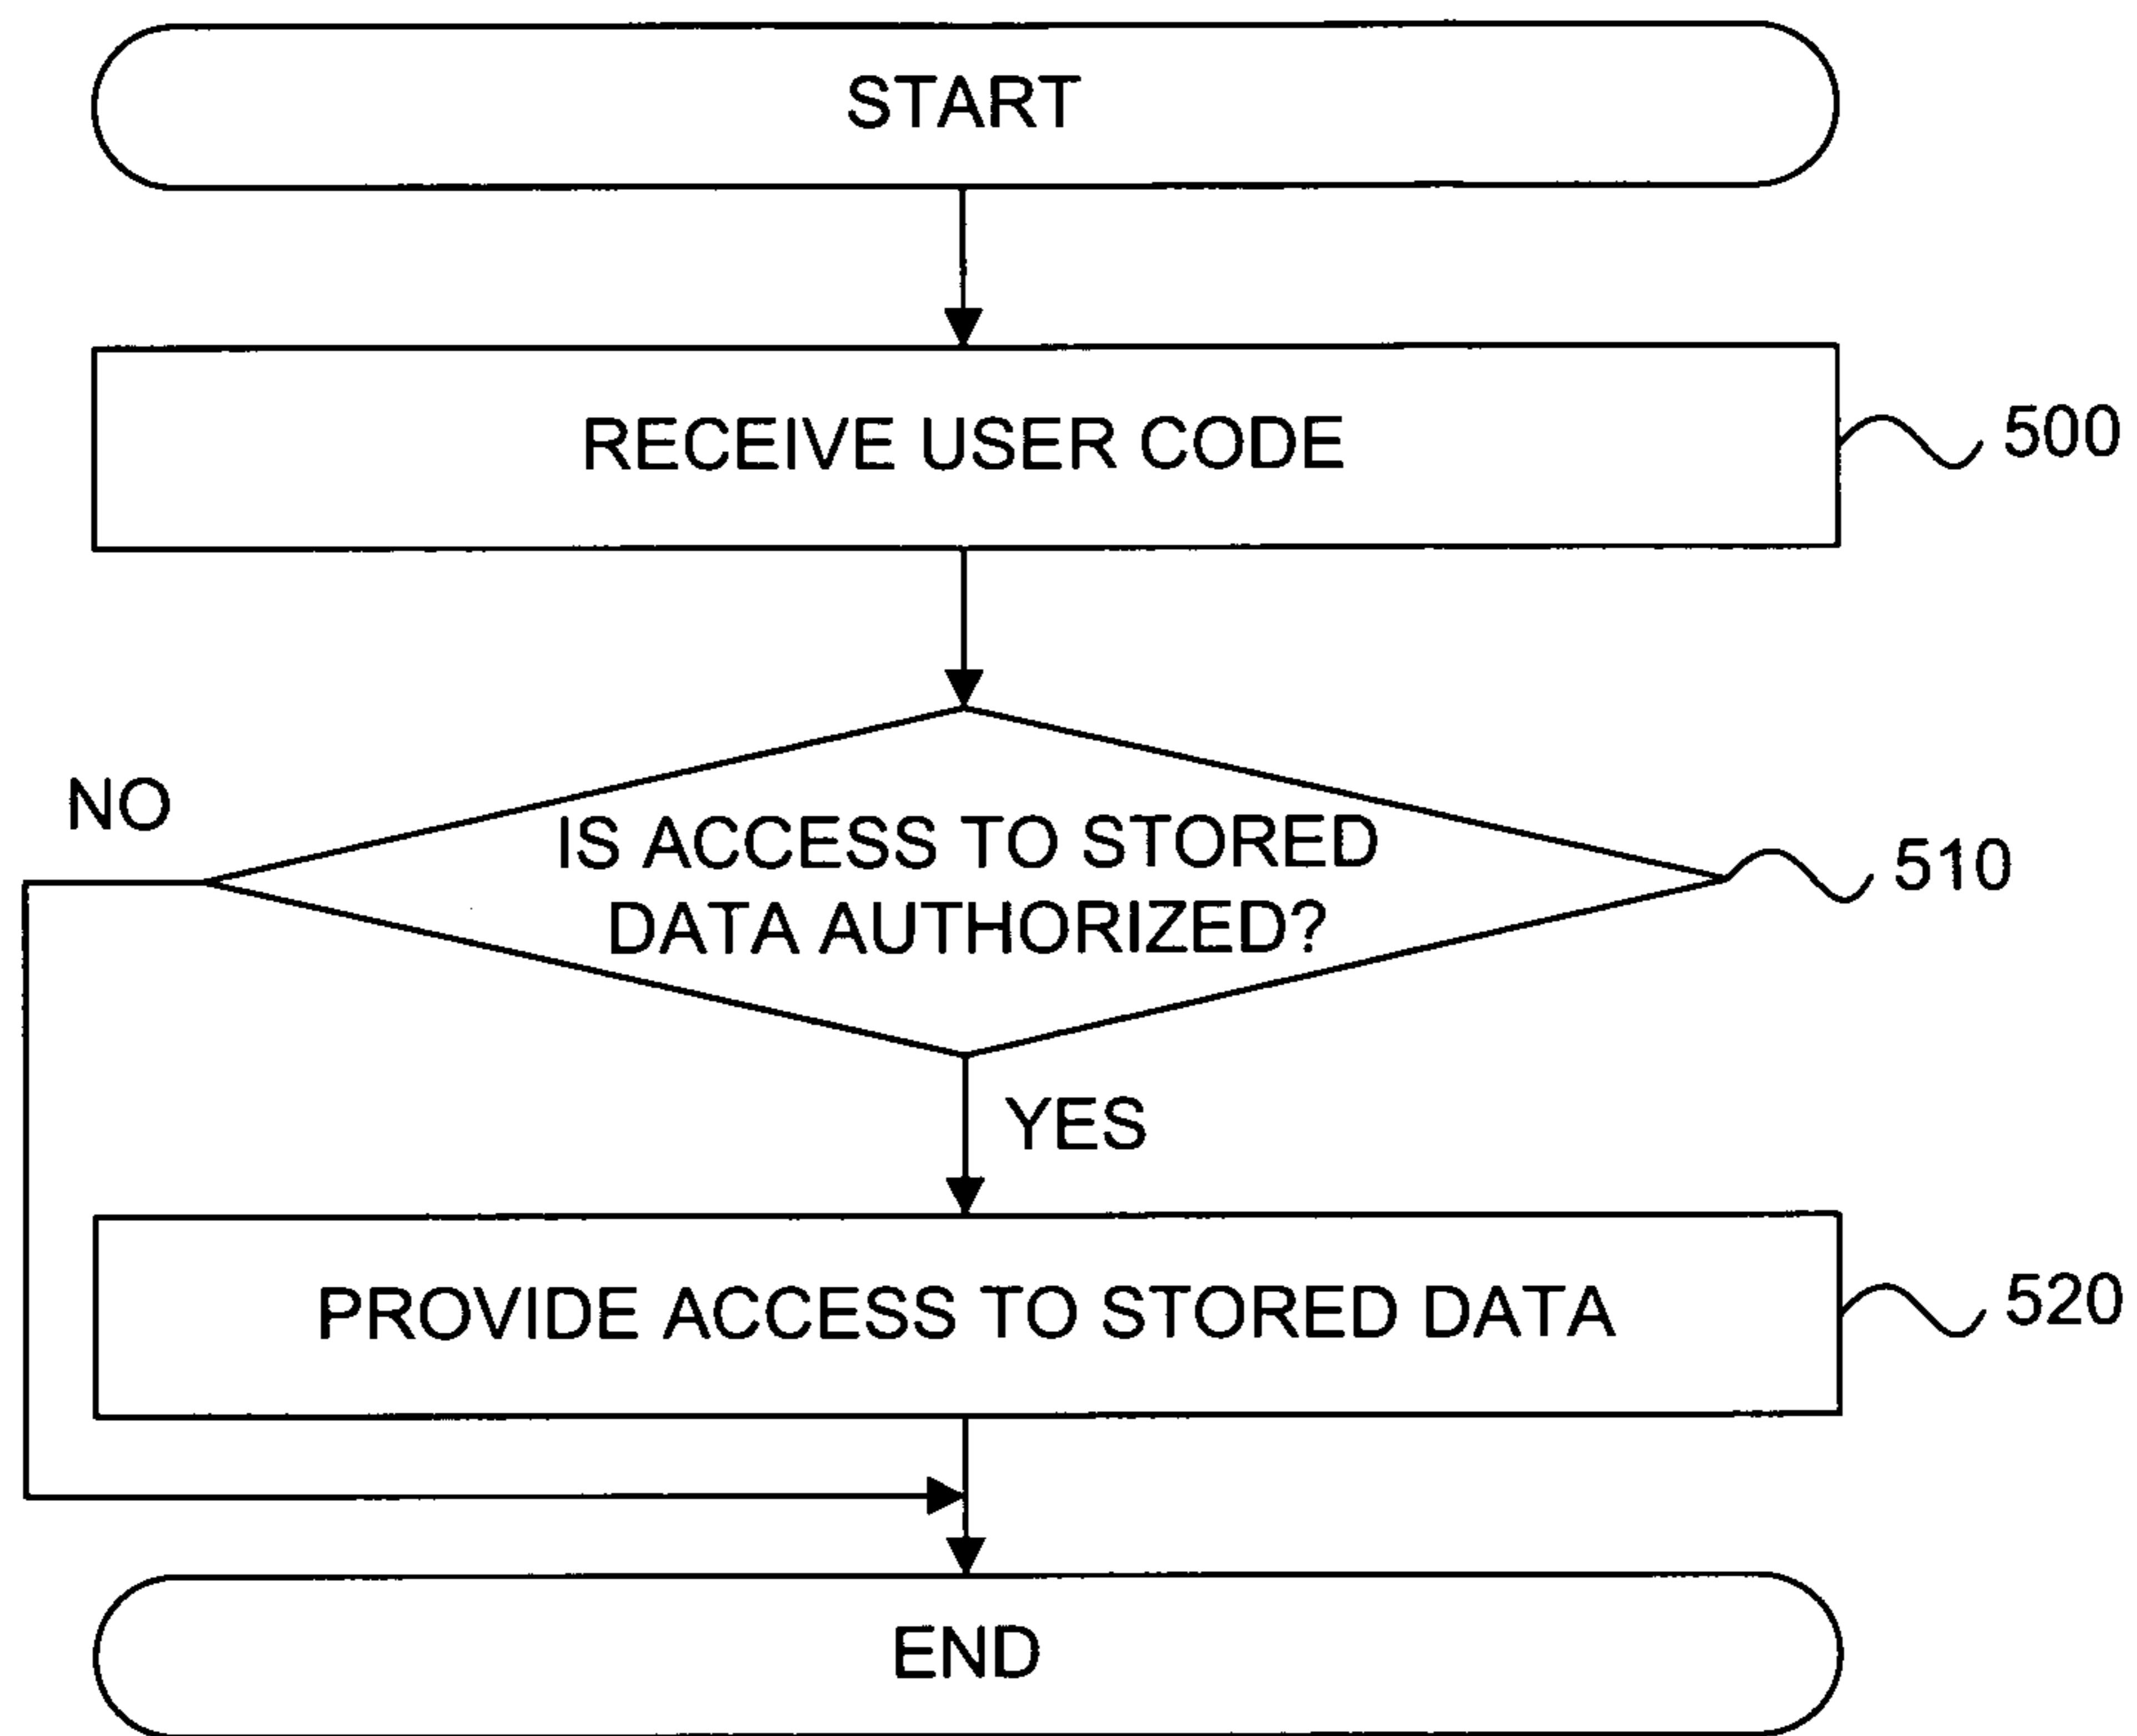 START
RECEIVE USER CODE
500
NO
IS ACCESS TO STORED
DATA AUTHORIZED?
510
YES
PROVIDE ACCESS TO STORED DATA
520
END